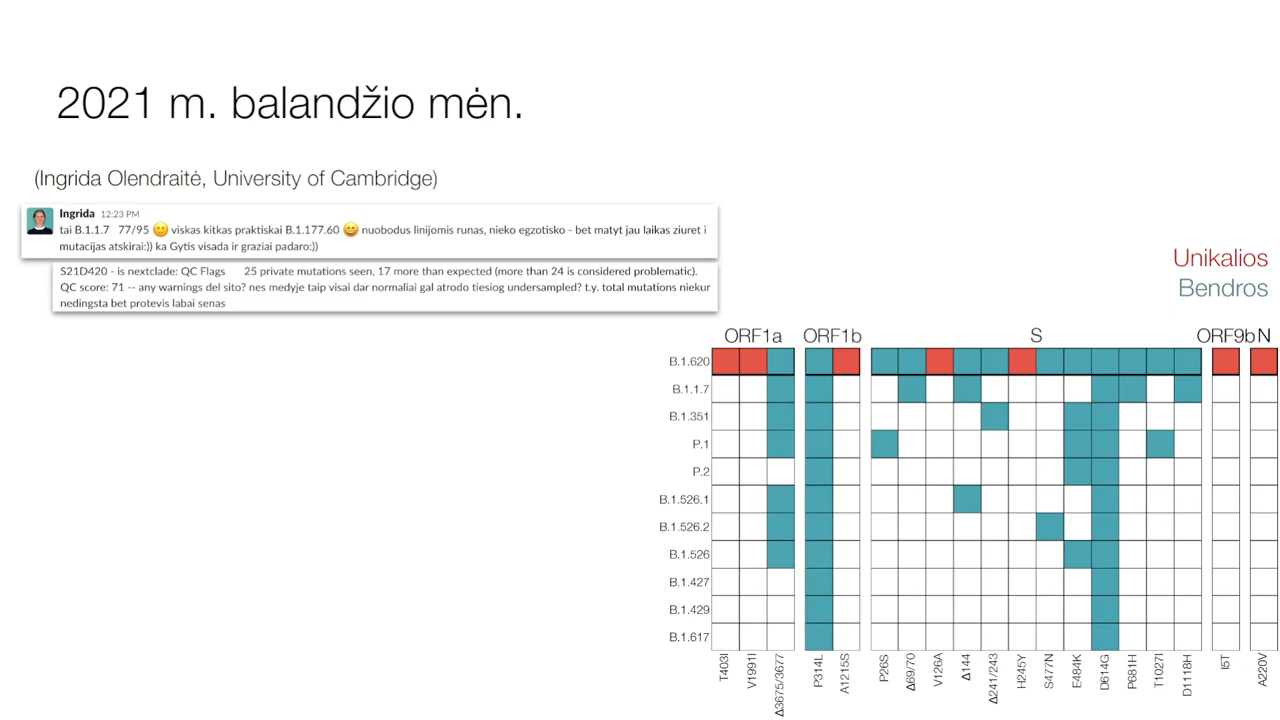 2021 m. balandžio mėn.
(Ingrida Olendraitė, University of Cambridge)
Ingrida 12:23 PM
tai B.1.1.7 77/95 🙂 viskas kitkas praktiskai B.1.177.60 😀 nuobodus linijomis runas, nieko egzotisko - bet matyt jau laikas ziuret i
mutacijas atskirai:)) ka Gytis visada ir graziai padaro:))
S21D420 - is nextclade: QC Flags 25 private mutations seen, 17 more than expected (more than 24 is considered problematic).
QC score: 71 -- any warnings del sito? nes medyje taip visai dar normaliai gal atrodo tiesiog undersampled? t.y. total mutations niekur
nedingsta bet protevis labai senas
Unikalios
Bendros
ORF1a ORF1b S ORF9b N
B.1.620
B.1.1.7
B.1.351
P.1
P.2
B.1.526.1
B.1.526.2
B.1.526
B.1.427
B.1.429
B.1.617
T403I V1991I Δ3675/3677 P314L A1215S P26S Δ69/70 V126A Δ144 Δ241/243 H245Y S477N E484K D614G P681H T1027I D1118H I5T A220V